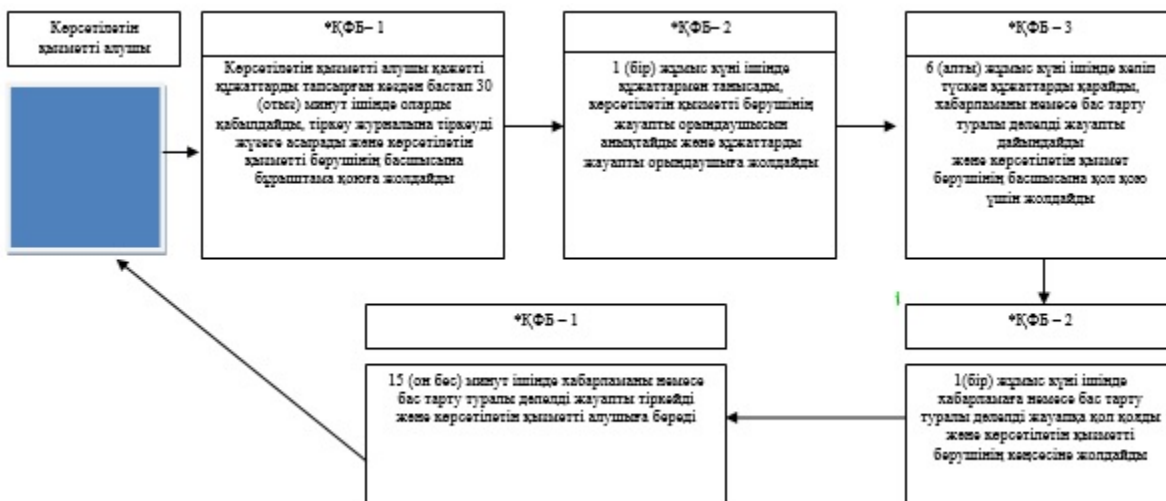 Көрсетілетін
қызметті алушы
*ҚФБ– 1
Көрсетілетін қызметті алушы қажетті
құжаттарды тапсырған кезден бастап 30
(отыз) минут ішінде оларды
қабылдайды, тіркеу журналына тіркеуді
жүзеге асырады және көрсетілетін
қызметті берушінің басшысына
бұрыштама қоюға жолдайды
*ҚФБ– 2
1 (бір) жұмыс күні ішінде
құжаттармен танысады,
көрсетілетін қызметті берушінің
жауапты орындаушысын
анықтайды және құжаттарды
жауапты орындаушыға жолдайды
*ҚФБ – 3
6 (алты) жұмыс күні ішінде келіп
түскен құжаттарды қарайды,
хабарламаны немесе бас тарту
туралы дәлелді жауапты
дайындайды
және көрсетілетін қызмет
берушінің басшысына қол қою
үшін жолдайды
*ҚФБ – 2
1(бір) жұмыс күні ішінде
хабарламаға немесе бас тарту
туралы дәлелді жауапқа қол қояды
және көрсетілетін қызметті
берушінің кеңсесіне жолдайды
*ҚФБ – 1
15 (он бес) минут ішінде хабарламаны немесе
бас тарту туралы дәлелді жауапты тіркейді
және көрсетілетін қызметті алушыға береді